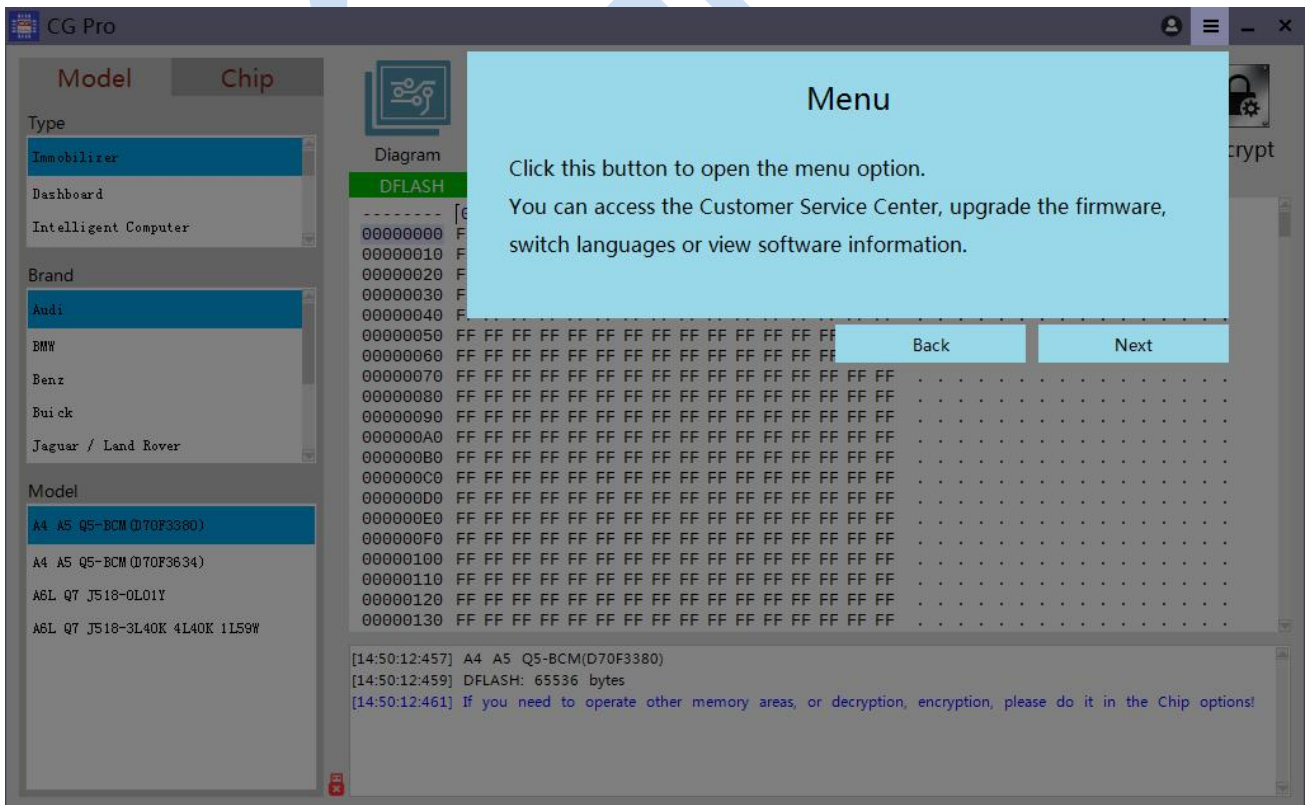 CG Pro
Model Chip
Type
Immobilizer
Dashboard
Intelligent Computer
Brand
Audi
BMW
Benz
Buick
Jaguar / Land Rover
Model
A4 A5 Q5-BCM(D70F3380)
A4 A5 Q5-BCM(D70F3634)
A6L Q7 J518-0L01Y
A6L Q7 J518-3L40K 4L40K 1L59W
Diagram
crypt
DFLASH
Menu
Click this button to open the menu option.
You can access the Customer Service Center, upgrade the firmware,
switch languages or view software information.
Back Next
--------
00000000 F
00000010 F
00000020 F
00000030 F
00000040 F
00000050 FF FF FF FF FF FF FF FF FF FF FF FF FF FF
00000060 FF FF FF FF FF FF FF FF FF FF FF FF FF FF
00000070 FF FF FF FF FF FF FF FF FF FF FF FF FF FF FF FF . . . . . . . . . . . . . . . .
00000080 FF FF FF FF FF FF FF FF FF FF FF FF FF FF FF FF . . . . . . . . . . . . . . . .
00000090 FF FF FF FF FF FF FF FF FF FF FF FF FF FF FF FF . . . . . . . . . . . . . . . .
000000A0 FF FF FF FF FF FF FF FF FF FF FF FF FF FF FF FF . . . . . . . . . . . . . . . .
000000B0 FF FF FF FF FF FF FF FF FF FF FF FF FF FF FF FF . . . . . . . . . . . . . . . .
000000C0 FF FF FF FF FF FF FF FF FF FF FF FF FF FF FF FF . . . . . . . . . . . . . . . .
000000D0 FF FF FF FF FF FF FF FF FF FF FF FF FF FF FF FF . . . . . . . . . . . . . . . .
000000E0 FF FF FF FF FF FF FF FF FF FF FF FF FF FF FF FF . . . . . . . . . . . . . . . .
000000F0 FF FF FF FF FF FF FF FF FF FF FF FF FF FF FF FF . . . . . . . . . . . . . . . .
00000100 FF FF FF FF FF FF FF FF FF FF FF FF FF FF FF FF . . . . . . . . . . . . . . . .
00000110 FF FF FF FF FF FF FF FF FF FF FF FF FF FF FF FF . . . . . . . . . . . . . . . .
00000120 FF FF FF FF FF FF FF FF FF FF FF FF FF FF FF FF . . . . . . . . . . . . . . . .
00000130 FF FF FF FF FF FF FF FF FF FF FF FF FF FF FF FF . . . . . . . . . . . . . . . .
[14:50:12:457] A4 A5 Q5-BCM(D70F3380)
[14:50:12:459] DFLASH: 65536 bytes
[14:50:12:461] If you need to operate other memory areas, or decryption, encryption, please do it in the Chip options!